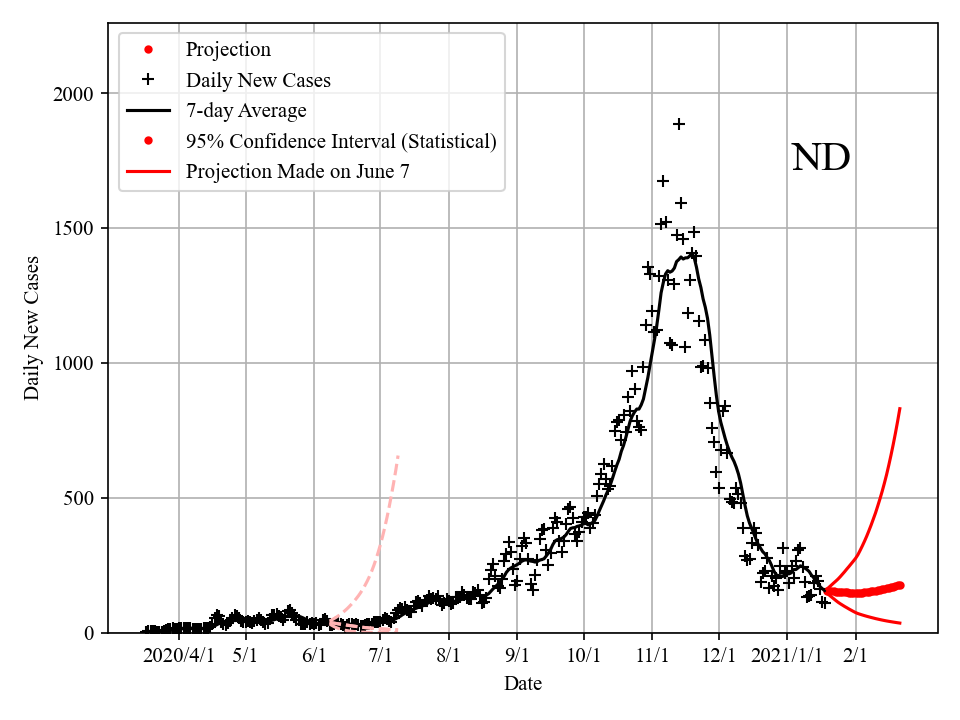 Projection
Daily New Cases
7-day Average
95% Confidence Interval (Statistical)
Projection Made on June 7
ND
2000
1500
1000
500
0
Daily New Cases
2020/4/1 5/1 6/1 7/1 8/1 9/1 10/1 11/1 12/1 2021/1/1 2/1
Date